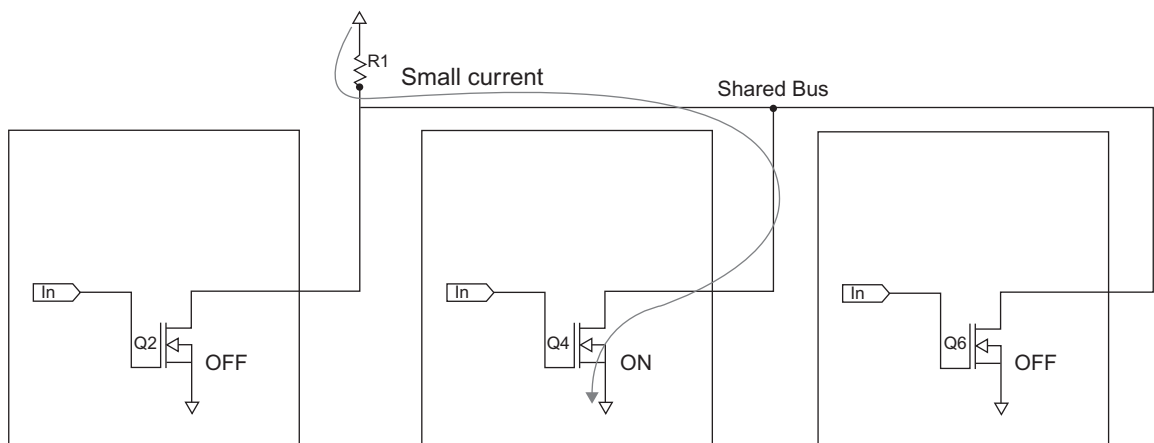 R1
Small current
Shared Bus
In
Q2
OFF
In
Q4
ON
In
Q6
OFF